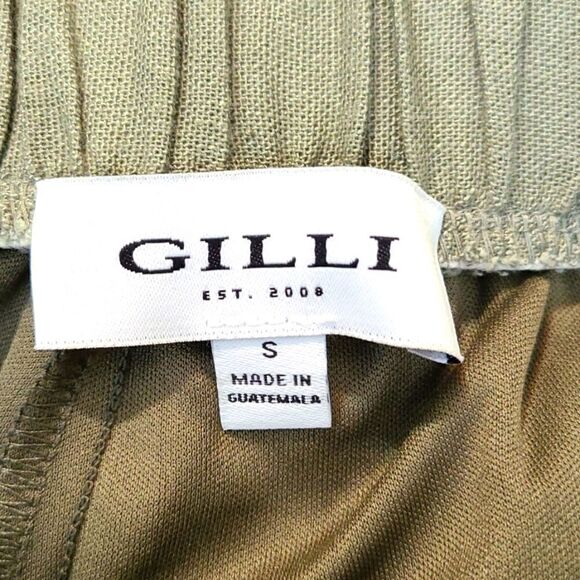 GILLI
EST. 2008
S
MADE IN
GUATEMALA